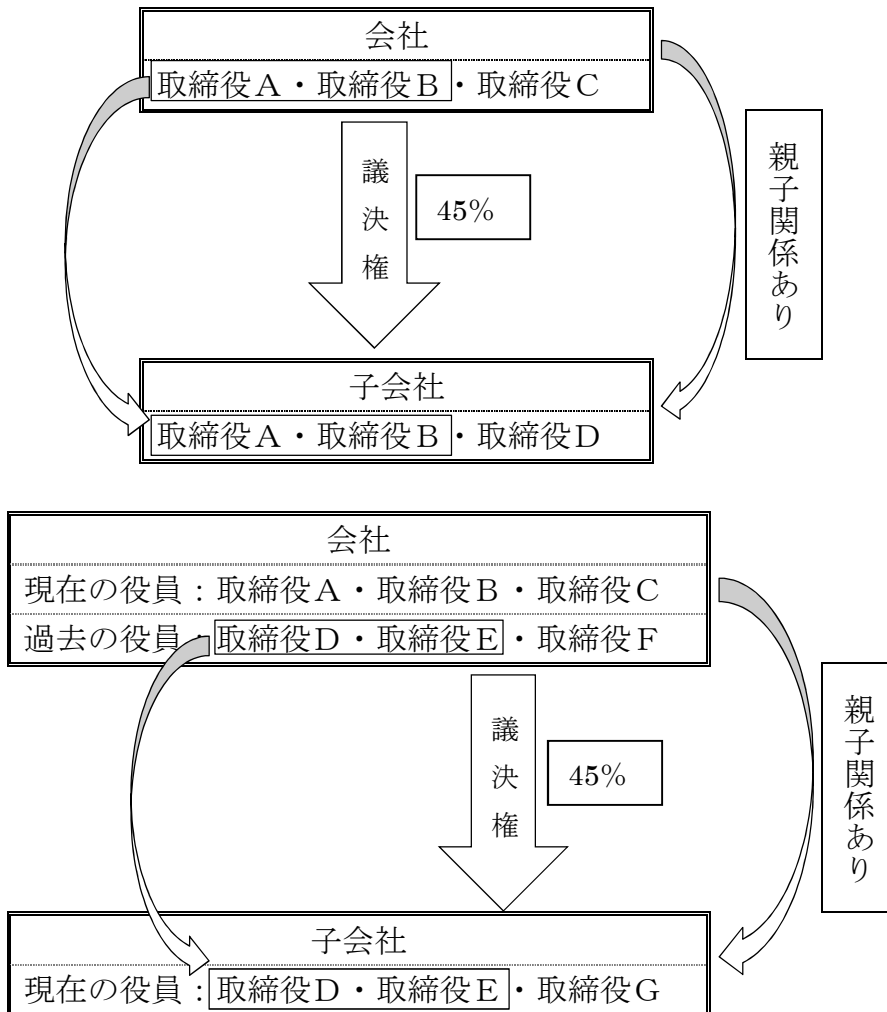 会社
取締役Ａ・取締役Ｂ・取締役Ｃ
議決権
45%
親子関係あり
子会社
取締役Ａ・取締役Ｂ・取締役Ｄ
会社
現在の役員：取締役Ａ・取締役Ｂ・取締役Ｃ
過去の役員：取締役Ｄ・取締役Ｅ・取締役Ｆ
議決権
45%
親子関係あり
子会社
現在の役員：取締役Ｄ・取締役Ｅ・取締役Ｇ